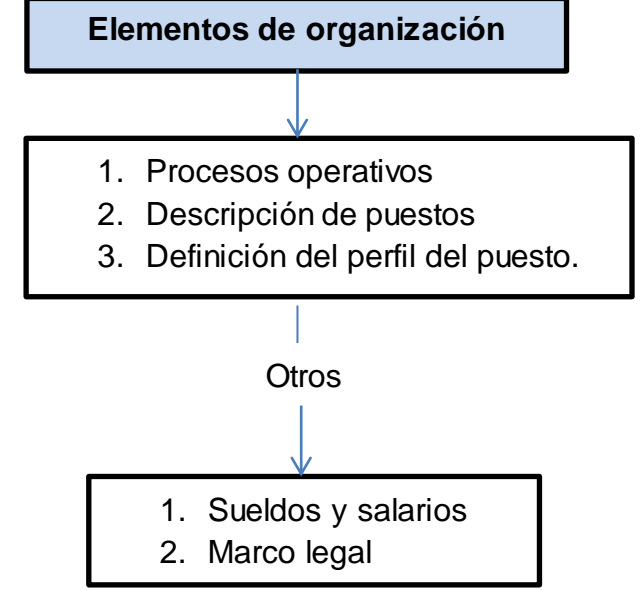 Elementos de organización
1. Procesos operativos
2. Descripción de puestos
3. Definición del perfil del puesto.
Otros
1. Sueldos y salarios
2. Marco legal